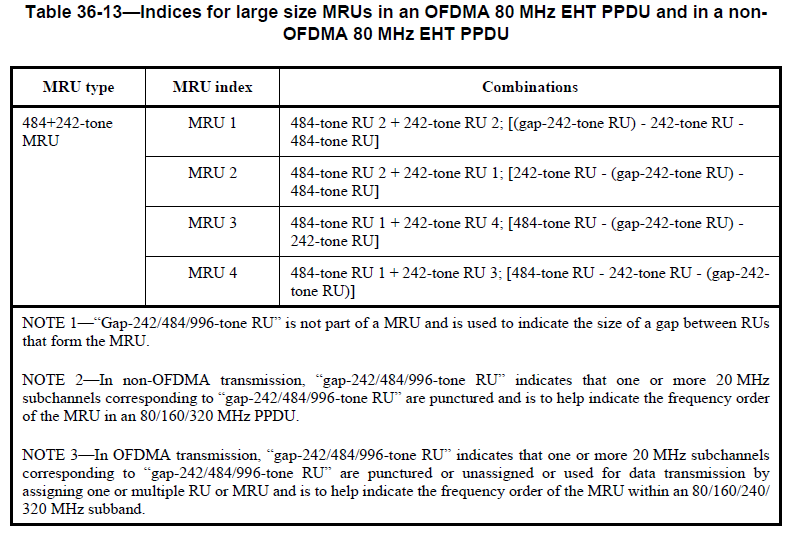 Table 36-13—Indices for large size MRUs in an OFDMA 80 MHz EHT PPDU and in a non-
OFDMA 80 MHz EHT PPDU
MRU type MRU index Combinations
484+242-tone MRU 1 484-tone RU 2 + 242-tone RU 2; [(gap-242-tone RU) - 242-tone RU -
MRU 484-tone RU]
MRU 2 484-tone RU 2 + 242-tone RU 1; [242-tone RU - (gap-242-tone RU) -
484-tone RU]
MRU 3 484-tone RU 1 + 242-tone RU 4; [484-tone RU - (gap-242-tone RU) -
242-tone RU]
MRU 4 484-tone RU 1 + 242-tone RU 3; [484-tone RU - 242-tone RU - (gap-242-
tone RU)]
NOTE 1—“Gap-242/484/996-tone RU” is not part of a MRU and is used to indicate the size of a gap between RUs
that form the MRU.
NOTE 2—In non-OFDMA transmission, “gap-242/484/996-tone RU” indicates that one or more 20 MHz
subchannels corresponding to “gap-242/484/996-tone RU” are punctured and is to help indicate the frequency order
of the MRU in an 80/160/320 MHz PPDU.
NOTE 3—In OFDMA transmission, “gap-242/484/996-tone RU” indicates that one or more 20 MHz subchannels
corresponding to “gap-242/484/996-tone RU” are punctured or unassigned or used for data transmission by
assigning one or multiple RU or MRU and is to help indicate the frequency order of the MRU within an 80/160/240/
320 MHz subband.